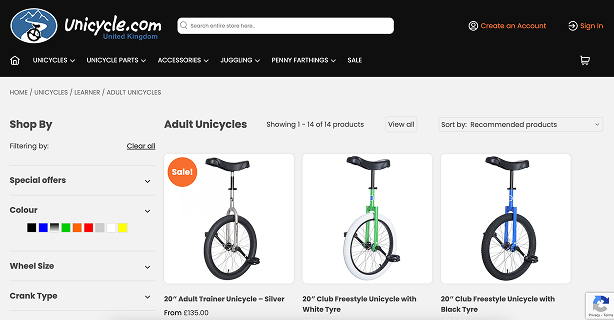 Unicycle.com
United Kingdom
Search entire store here...
Create an Account
Sign In
UNICYCLES
UNICYCLE PARTS
ACCESSORIES
JUGGLING
PENNY FARTHINGS
SALE
HOME / UNICYCLES / LEARNER / ADULT UNICYCLES
Shop By
Adult Unicycles
Showing 1 - 14 of 14 products
View all
Sort by: Recommended products
Filtering by:
Clear all
Special offers
Colour
Wheel Size
Crank Type
Sale!
20" Adult Trainer Unicycle – Silver
From £135.00
20" Club Freestyle Unicycle with
White Tyre
20" Club Freestyle Unicycle with
Black Tyre
Privacy - Terms